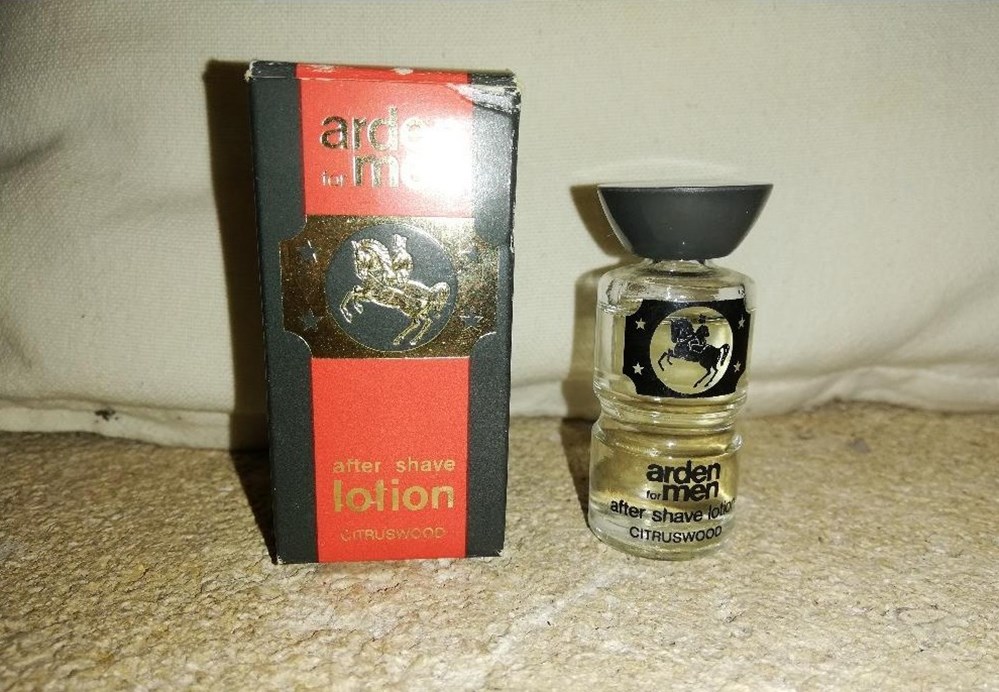 arden
for men
after shave
lotion
CITRUSWOOD
arden
for men
after shave lotion
CITRUSWOOD